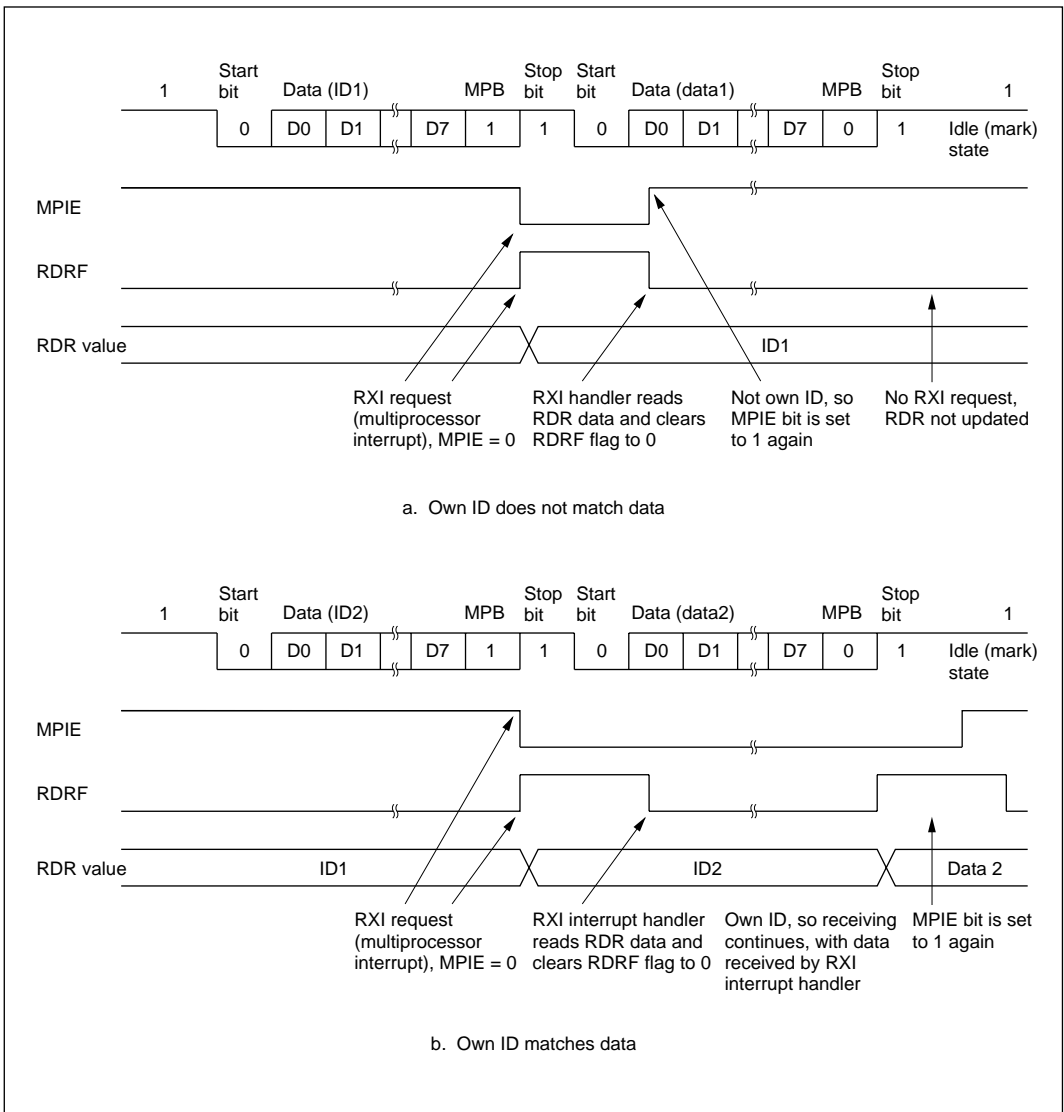 Start Stop Start Stop
1 bit Data (ID1) MPB bit bit Data (data1) MPB bit 1
0 D0 D1 D7 1 1 0 D0 D1 D7 0 1 Idle (mark)
state
MPIE
RDRF
RDR value ID1
RXI request
(multiprocessor
interrupt), MPIE = 0
RXI handler reads
RDR data and clears
RDRF flag to 0
Not own ID, so
MPIE bit is set
to 1 again
No RXI request,
RDR not updated
a. Own ID does not match data
Start Stop Start Stop
1 bit Data (ID2) MPB bit bit Data (data2) MPB bit 1
0 D0 D1 D7 1 1 0 D0 D1 D7 0 1 Idle (mark)
state
MPIE
RDRF
RDR value ID1 ID2 Data 2
RXI request
(multiprocessor
interrupt), MPIE = 0
RXI interrupt handler
reads RDR data and
clears RDRF flag to 0
Own ID, so receiving
continues, with data
received by RXI
interrupt handler
MPIE bit is set
to 1 again
b. Own ID matches data